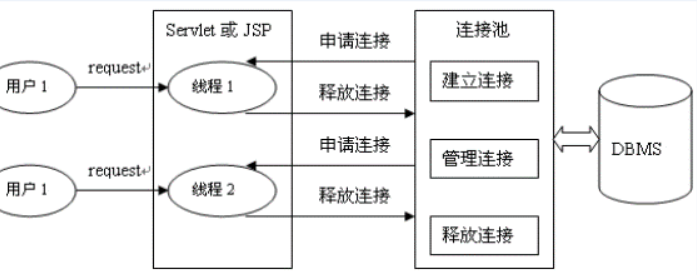 Servlet 或 JSP
连接池
用户 1
request↵
线程 1
申请连接
释放连接
建立连接
用户 1
request↵
线程 2
申请连接
释放连接
管理连接
释放连接
DBMS